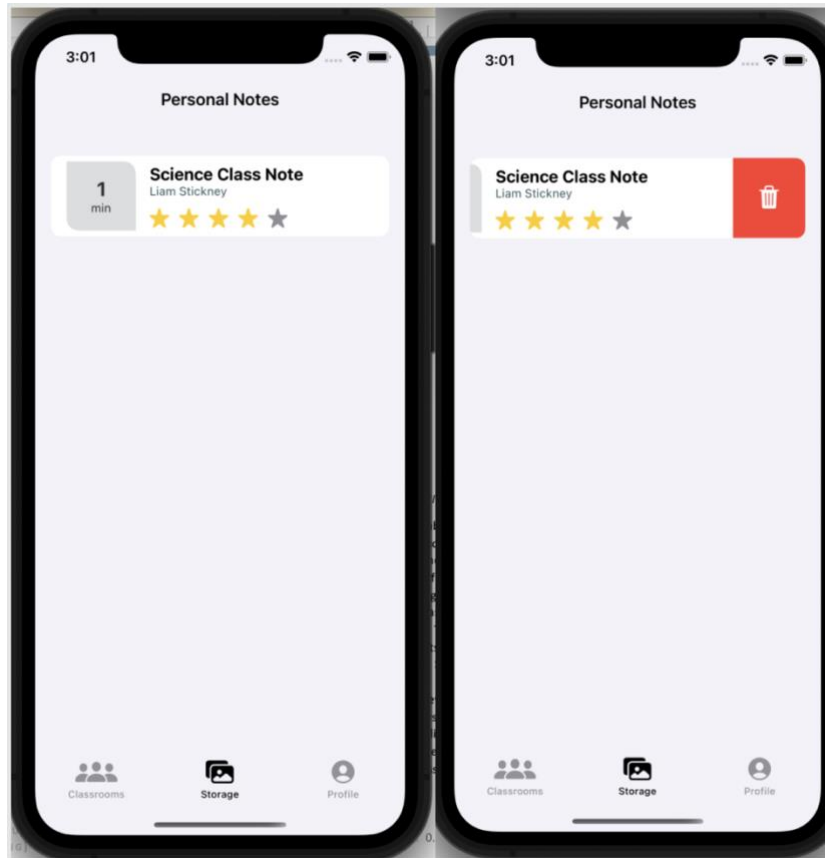 3:01
Personal Notes
1
min
Science Class Note
Liam Stickney
Classrooms
Storage
Profile
3:01
Personal Notes
Science Class Note
Liam Stickney
Classrooms
Storage
Profile